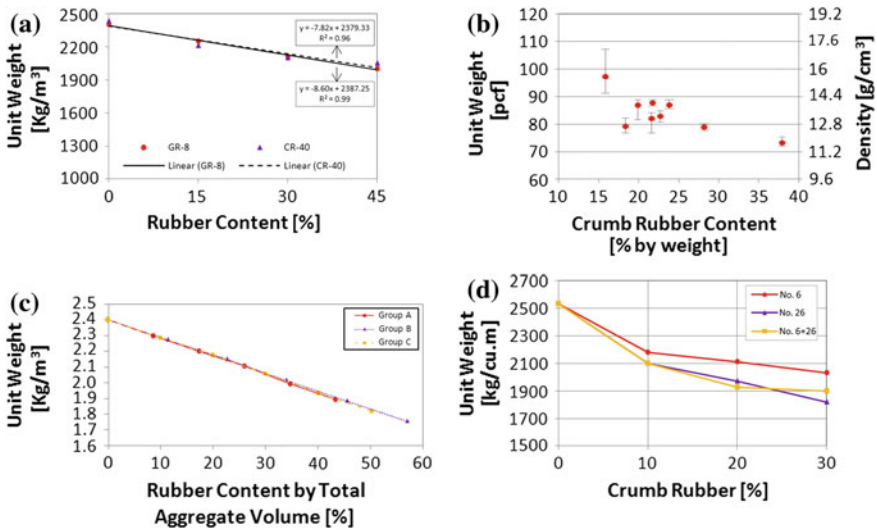 (a)
Unit Weight
[Kg/m³]
2500
2200
1900
1600
1300
1000
y = -7.82x + 2379.33
R² = 0.96
y = -8.60x + 2387.25
R² = 0.99
GR-8
CR-40
Linear (GR-8)
Linear (CR-40)
0
15
30
45
Rubber Content [%]
(b)
Unit Weight
[pcf]
120
110
100
90
80
70
60
19.2
17.6
16
14.4
12.8
11.2
9.6
Density [g/cm³]
10
15
20
25
30
35
40
Crumb Rubber Content
[% by weight]
(c)
Unit Weight
[Kg/m³]
2.5
2.4
2.3
2.2
2.1
2.0
1.9
1.8
1.7
1.6
Group A
Group B
Group C
0
10
20
30
40
50
60
Rubber Content by Total
Aggregate Volume [%]
(d)
Unit Weight
[kg/cu.m]
2700
2500
2300
2100
1900
1700
1500
No. 6
No. 26
No. 6+26
0
10
20
30
Crumb Rubber [%]